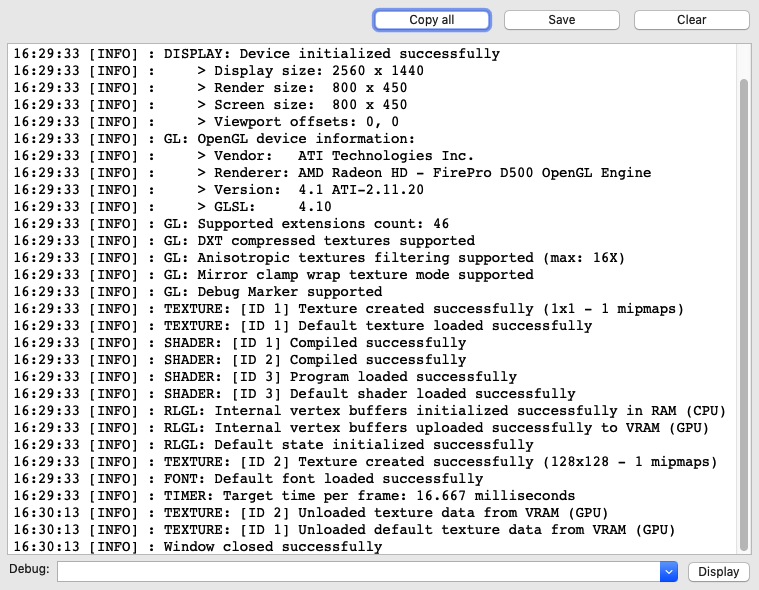 Copy all
Save
Clear
16:29:33 [INFO] : DISPLAY: Device initialized successfully
16:29:33 [INFO] :     > Display size: 2560 x 1440
16:29:33 [INFO] :     > Render size:  800 x 450
16:29:33 [INFO] :     > Screen size:  800 x 450
16:29:33 [INFO] :     > Viewport offsets: 0, 0
16:29:33 [INFO] : GL: OpenGL device information:
16:29:33 [INFO] :     > Vendor:   ATI Technologies Inc.
16:29:33 [INFO] :     > Renderer: AMD Radeon HD - FirePro D500 OpenGL Engine
16:29:33 [INFO] :     > Version:  4.1 ATI-2.11.20
16:29:33 [INFO] :     > GLSL:     4.10
16:29:33 [INFO] : GL: Supported extensions count: 46
16:29:33 [INFO] : GL: DXT compressed textures supported
16:29:33 [INFO] : GL: Anisotropic textures filtering supported (max: 16X)
16:29:33 [INFO] : GL: Mirror clamp wrap texture mode supported
16:29:33 [INFO] : GL: Debug Marker supported
16:29:33 [INFO] : TEXTURE: [ID 1] Texture created successfully (1x1 - 1 mipmaps)
16:29:33 [INFO] : TEXTURE: [ID 1] Default texture loaded successfully
16:29:33 [INFO] : SHADER: [ID 1] Compiled successfully
16:29:33 [INFO] : SHADER: [ID 2] Compiled successfully
16:29:33 [INFO] : SHADER: [ID 3] Program loaded successfully
16:29:33 [INFO] : SHADER: [ID 3] Default shader loaded successfully
16:29:33 [INFO] : RLGL: Internal vertex buffers initialized successfully in RAM (CPU)
16:29:33 [INFO] : RLGL: Internal vertex buffers uploaded successfully to VRAM (GPU)
16:29:33 [INFO] : RLGL: Default state initialized successfully
16:29:33 [INFO] : TEXTURE: [ID 2] Texture created successfully (128x128 - 1 mipmaps)
16:29:33 [INFO] : FONT: Default font loaded successfully
16:29:33 [INFO] : TIMER: Target time per frame: 16.667 milliseconds
16:30:13 [INFO] : TEXTURE: [ID 2] Unloaded texture data from VRAM (GPU)
16:30:13 [INFO] : TEXTURE: [ID 1] Unloaded default texture data from VRAM (GPU)
16:30:13 [INFO] : Window closed successfully
Debug:
Display